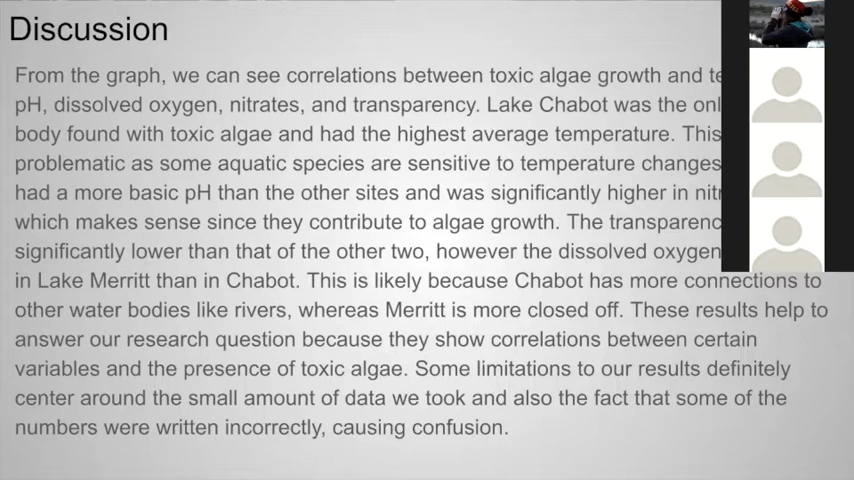 Discussion
From the graph, we can see correlations between toxic algae growth and
pH, dissolved oxygen, nitrates, and transparency. Lake Chabot was the
body found with toxic algae and had the highest average temperature. This
problematic as some aquatic species are sensitive to temperature changes
had a more basic pH than the other sites and was significantly higher in
which makes sense since they contribute to algae growth. The
significantly lower than that of the other two, however the dissolved oxygen
in Lake Merritt than in Chabot. This is likely because Chabot has more connections to
other water bodies like rivers, whereas Merritt is more closed off. These results help to
answer our research question because they show correlations between certain
variables and the presence of toxic algae. Some limitations to our results definitely
center around the small amount of data we took and also the fact that some of the
numbers were written incorrectly, causing confusion.